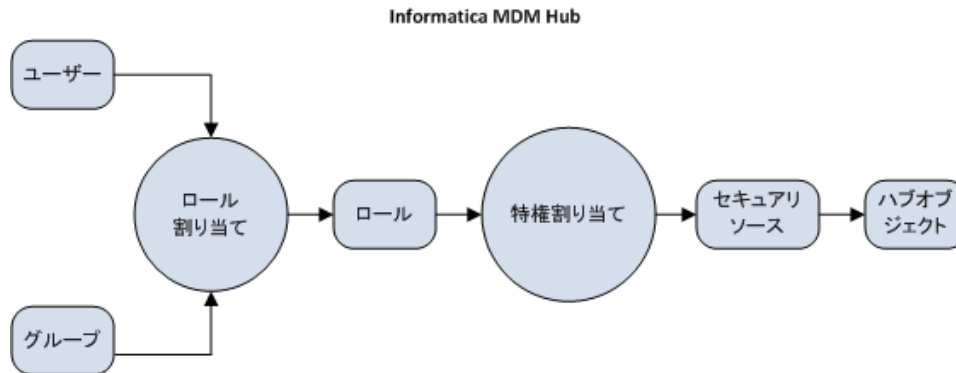 Informatica MDM Hub
ユーザー
ロール
割り当て
ロール
特権割り当て
セキュアリ
ソース
ハブオブ
ジェクト
グループ